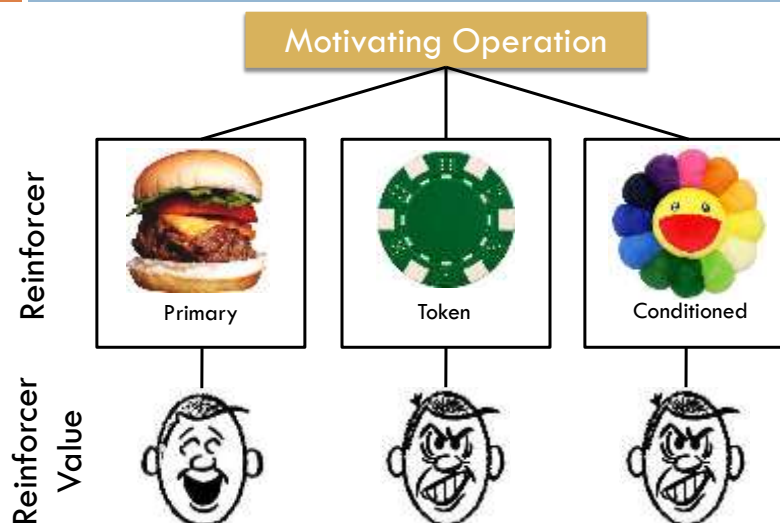 Motivating Operation
Reinforcer
Primary
Token
Conditioned
Reinforcer
Value